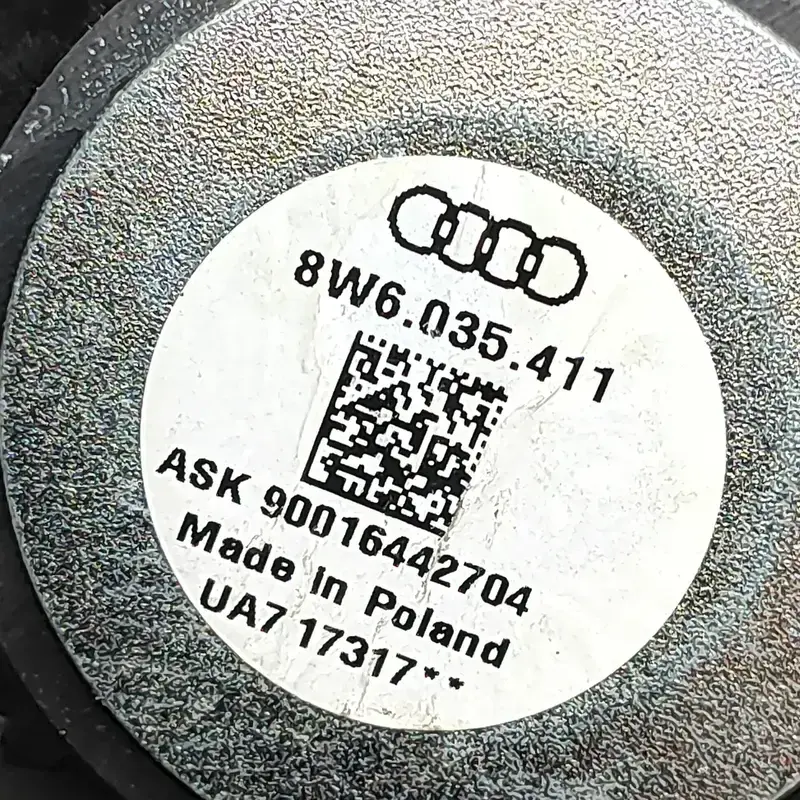 8W6.035.411
ASK 90016442704
Made in Poland
UA7 17317**